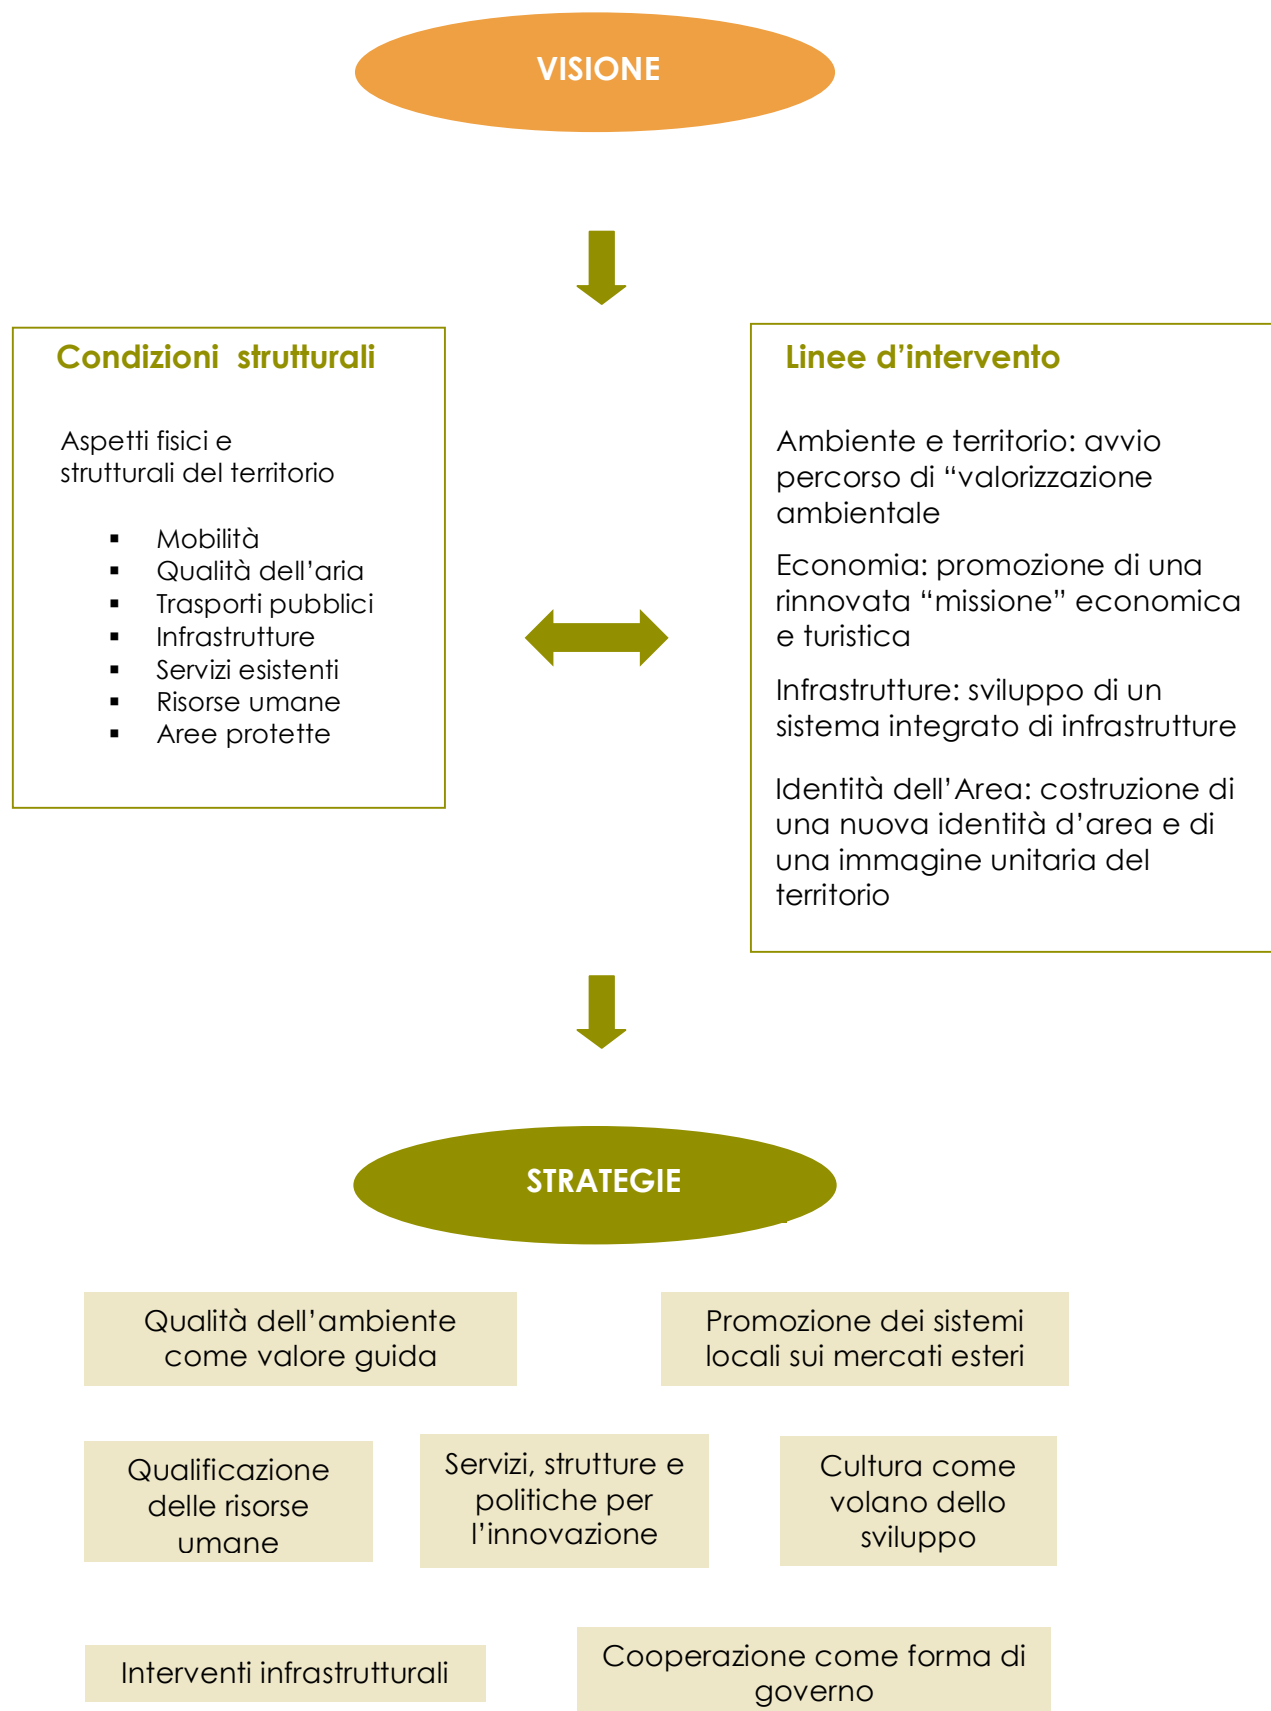 VISIONE
Condizioni  strutturali
Aspetti fisici e
strutturali del territorio
▪ Mobilità
▪ Qualità dell’aria
▪ Trasporti pubblici
▪ Infrastrutture
▪ Servizi esistenti
▪ Risorse umane
▪ Aree protette
Linee d’intervento
Ambiente e territorio: avvio
percorso di “valorizzazione
ambientale
Economia: promozione di una
rinnovata “missione” economica
e turistica
Infrastrutture: sviluppo di un
sistema integrato di infrastrutture
Identità dell’Area: costruzione di
una nuova identità d’area e di
una immagine unitaria del
territorio
STRATEGIE
Qualità dell’ambiente
come valore guida
Promozione dei sistemi
locali sui mercati esteri
Qualificazione
delle risorse
umane
Servizi, strutture e
politiche per
l’innovazione
Cultura come
volano dello
sviluppo
Interventi infrastrutturali
Cooperazione come forma di
governo